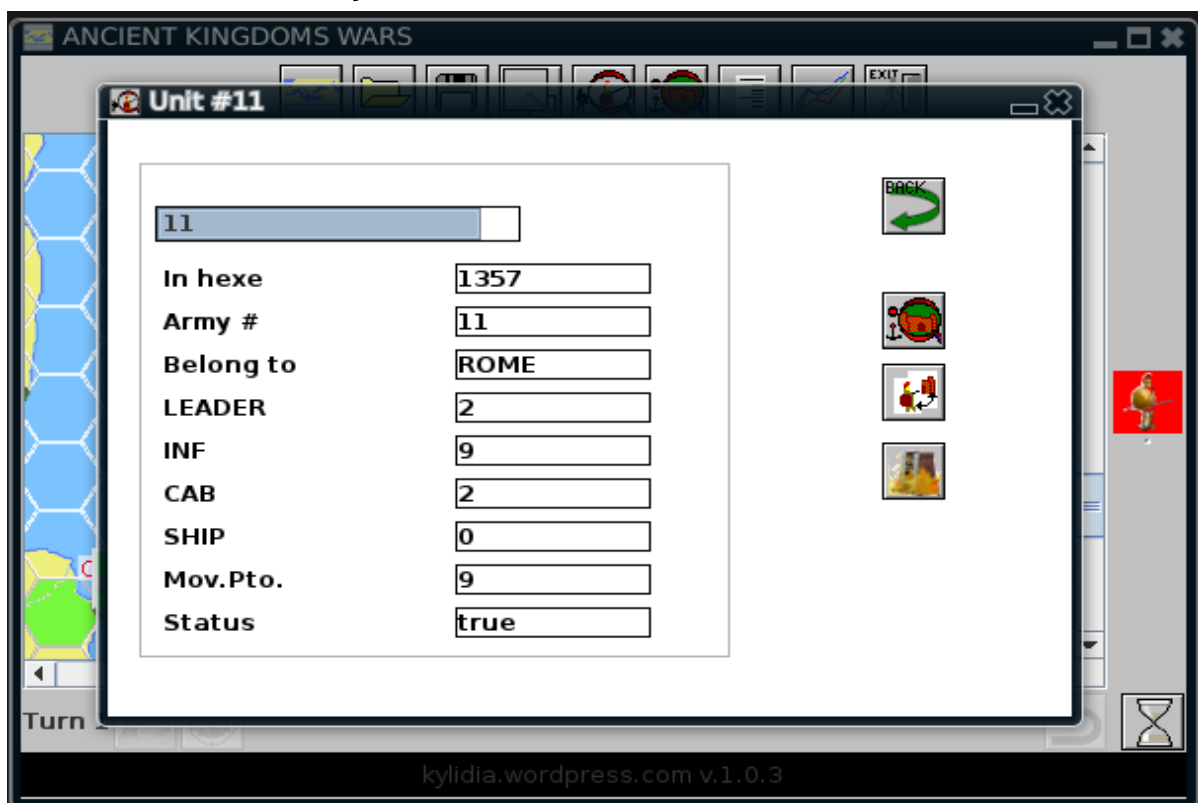 ANCIENT KINGDOMS WARS
EXIT
Unit #11
BACK
11
In hexe 1357
Army # 11
Belong to ROME
LEADER 2
INF 9
CAB 2
SHIP 0
Mov.Pto. 9
Status true
C
Turn 1
kylidia.wordpress.com v.1.0.3